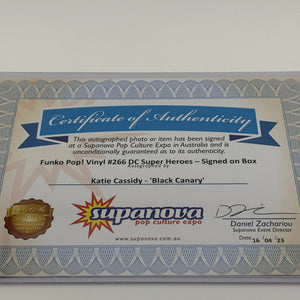 Certificate of Authenticity
This autographed photo or item has been signed
at a Supanova Pop Culture Expo in Australia and is
unconditionally guaranteed as to its authenticity.
Funko Pop! Vinyl #266 DC Super Heroes – Signed on Box
Autographed by
Katie Cassidy - 'Black Canary'
supanova
pop culture expo
www.supanova.com.au
Daniel Zachariou
Supanova Event Director
Date: 16 / 04 / 23